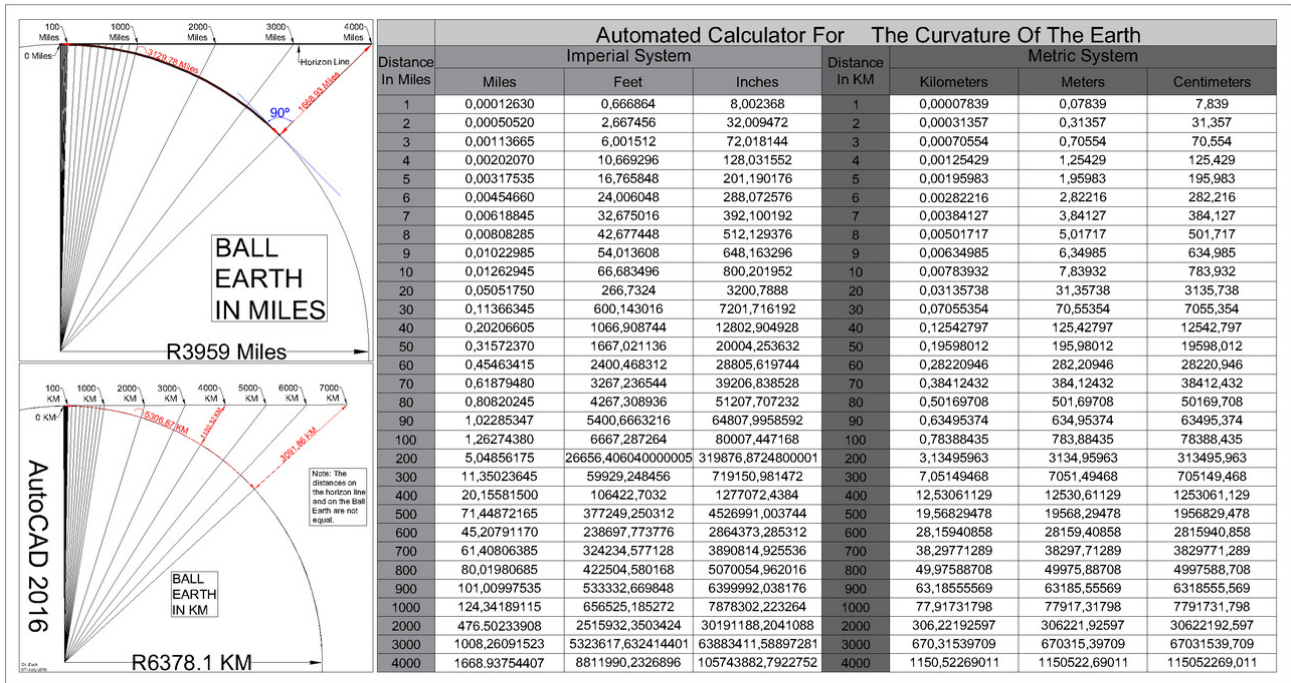 100 Miles 1000 Miles 2000 Miles 3000 Miles 4000 Miles
0 Miles
Horizon Line
3129.78 Miles
1668.93 Miles
90º
BALL
EARTH
IN MILES
R3959 Miles
100 KM 1000 KM 2000 KM 3000 KM 4000 KM 5000 KM 6000 KM 7000 KM
0 KM
5306.87 KM
3091.86 KM
Note: The
distances on
the horizon line
and on the Ball
Earth are not
equal.
AutoCAD 2016
BALL
EARTH
IN KM
R6378.1 KM
Automated Calculator For The Curvature Of The Earth
Distance In Miles Imperial System Distance In KM Metric System
Miles Feet Inches Kilometers Meters Centimeters
1 0,00012630 0,666864 8,002368 1 0,00007839 0,07839 7,839
2 0,00050520 2,667456 32,009472 2 0,00031357 0,31357 31,357
3 0,00113665 6,001512 72,018144 3 0,00070554 0,70554 70,554
4 0,00202070 10,669296 128,031552 4 0,00125429 1,25429 125,429
5 0,00317535 16,765848 201,190176 5 0,00195983 1,95983 195,983
6 0,00454660 24,006048 288,072576 6 0.00282216 2,82216 282,216
7 0,00618845 32,675016 392,100192 7 0,00384127 3,84127 384,127
8 0,00808285 42,677448 512,129376 8 0,00501717 5,01717 501,717
9 0,01022985 54,013608 648,163296 9 0,00634985 6,34985 634,985
10 0,01262945 66,683496 800,201952 10 0,00783932 7,83932 783,932
20 0,05051750 266,7324 3200,7888 20 0,03135738 31,35738 3135,738
30 0,11366345 600,143016 7201,716192 30 0,07055354 70,55354 7055,354
40 0,20206605 1066,908744 12802,904928 40 0,12542797 125,42797 12542,797
50 0,31572370 1667,021136 20004,253632 50 0,19598012 195,98012 19598,012
60 0,45463415 2400,468312 28805,619744 60 0,28220946 282,20946 28220,946
70 0,61879480 3267,236544 39206,838528 70 0,38412432 384,12432 38412,432
80 0,80820245 4267,308936 51207,707232 80 0,50169708 501,69708 50169,708
90 1,02285347 5400,6663216 64807,9958592 90 0,63495374 634,95374 63495,374
100 1,26274380 6667,287264 80007,447168 100 0,78388435 783,88435 78388,435
200 5,04856175 26656,406040000005 319876,8724800001 200 3,13495963 3134,95963 313495,963
300 11,35023645 59929,248456 719150,981472 300 7,05149468 7051,49468 705149,468
400 20,15581500 106422,7032 1277072,4384 400 12,53061129 12530,61129 1253061,129
500 71,44872165 377249,250312 4526991,003744 500 19,56829478 19568,29478 1956829,478
600 45,20791170 238697,773776 2864373,285312 600 28,15940858 28159,40858 2815940,858
700 61,40806385 324234,577128 3890814,925536 700 38,29771289 38297,71289 3829771,289
800 80,01980685 422504,580168 5070054,962016 800 49,97588708 49975,88708 4997588,708
900 101,00997535 533332,669848 6399992,038176 900 63,18555569 63185,55569 6318555,569
1000 124,34189115 656525,185272 7878302,223264 1000 77,91731798 77917,31798 7791731,798
2000 476.50233908 2515932,3503424 30191188,2041088 2000 306,22192597 306221,92597 30622192,597
3000 1008,26091523 5323617,632414401 63883411,58897281 3000 670,31539709 670315,39709 67031539,709
4000 1668.93754407 8811990,2326896 105743882,7922752 4000 1150,52269011 1150522,69011 115052269,011